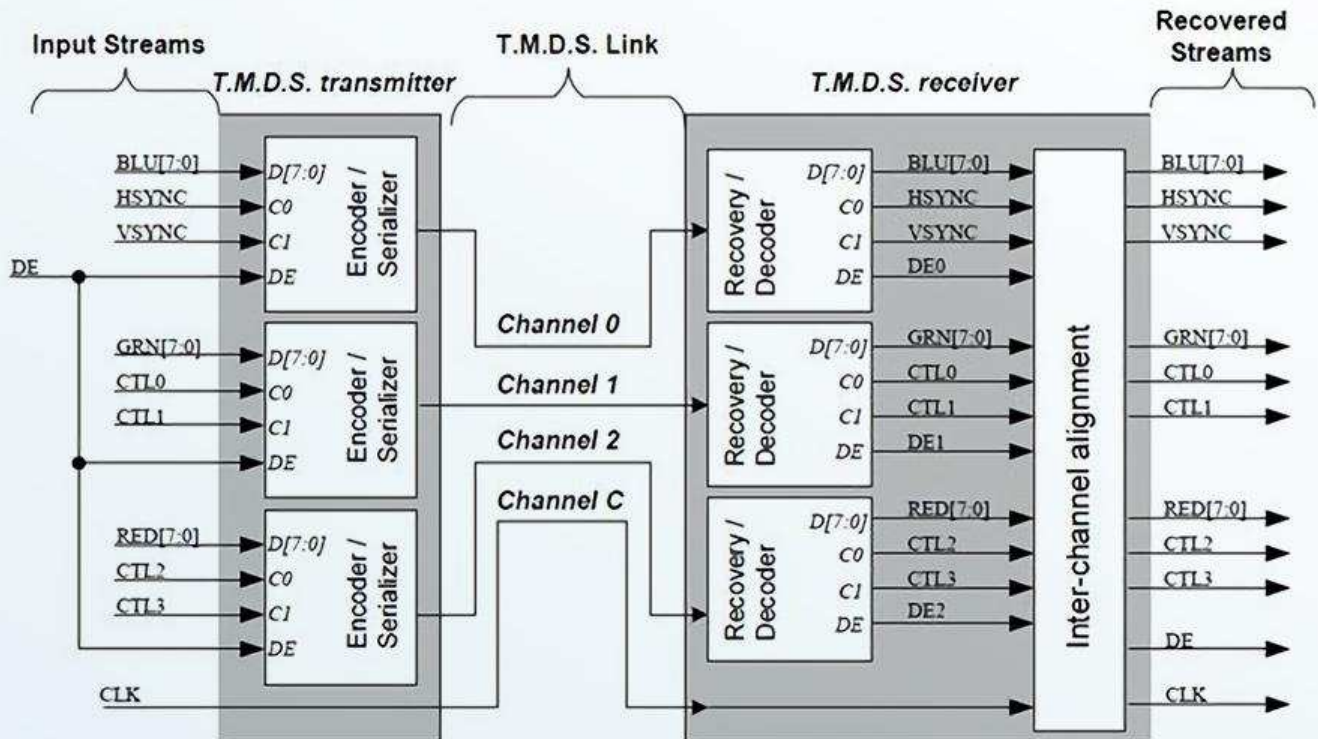 Input Streams
T.M.D.S. Link
Recovered
Streams
T.M.D.S. transmitter
T.M.D.S. receiver
BLU[7:0]
HSYNC
VSYNC
DE
D[7:0]
C0
C1
DE
Encoder /
Serializer
GRN[7:0]
CTL0
CTL1
D[7:0]
C0
C1
DE
Encoder /
Serializer
RED[7:0]
CTL2
CTL3
D[7:0]
C0
C1
DE
Encoder /
Serializer
CLK
Channel 0
Channel 1
Channel 2
Channel C
Recovery /
Decoder
D[7:0]
C0
C1
DE
BLU[7:0]
HSYNC
VSYNC
DE0
Recovery /
Decoder
D[7:0]
C0
C1
DE
GRN[7:0]
CTL0
CTL1
DE1
Recovery /
Decoder
D[7:0]
C0
C1
DE
RED[7:0]
CTL2
CTL3
DE2
Inter-channel alignment
BLU[7:0]
HSYNC
VSYNC
GRN[7:0]
CTL0
CTL1
RED[7:0]
CTL2
CTL3
DE
CLK